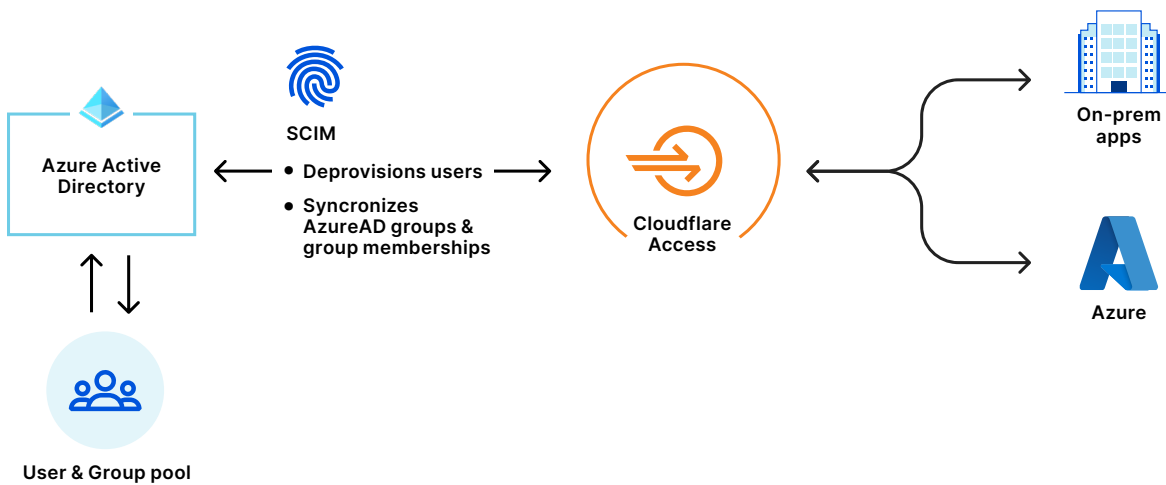 Azure Active
Directory
User & Group pool
SCIM
Deprovisions users
Syncronizes
AzureAD groups &
group memberships
Cloudflare
Access
On-prem
apps
Azure